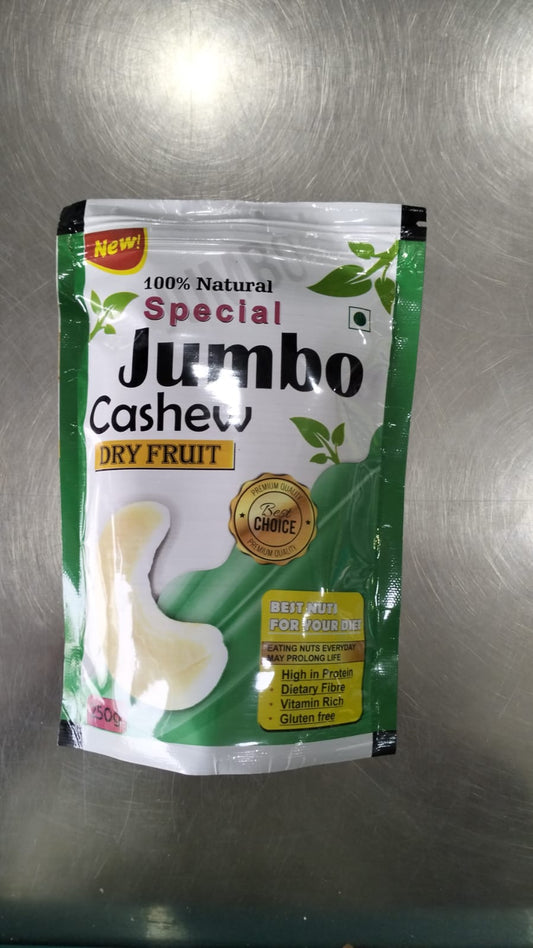 New!
100% Natural
Special
Jumbo
Cashew
DRY FRUIT
PREMIUM QUALITY
Best
CHOICE
PREMIUM QUALITY
BEST NUTS
FOR YOUR DIET
EATING NUTS EVERYDAY
MAY PROLONG LIFE
· High in Protein
· Dietary Fibre
· Vitamin Rich
· Gluten free